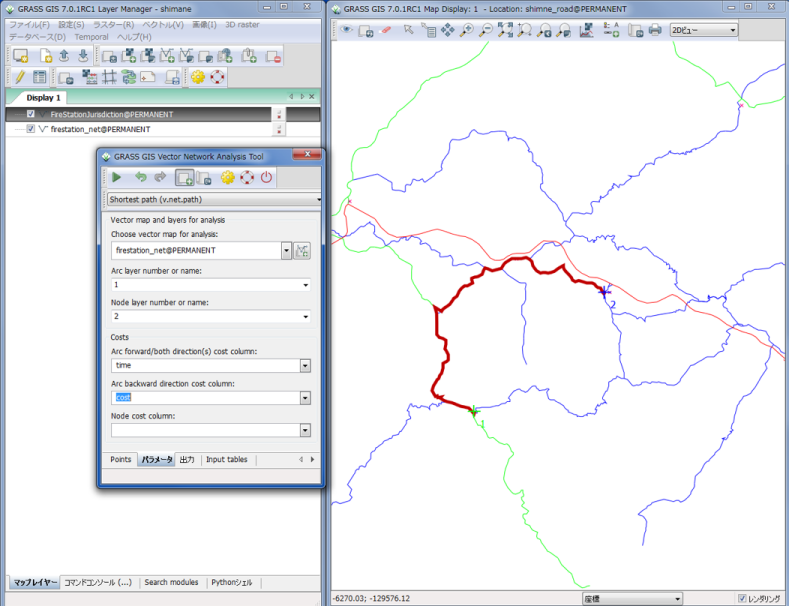 GRASS GIS 7.0.1RC1 Layer Manager - shimane
ファイル(F) 設定(S) ラスター(R) ベクトル(V) 画像(I) 3D raster
データベース(D) Temporal ヘルプ(H)
Display 1
FireStationJurisdiction@PERMANENT
firestation_net@PERMANENT
GRASS GIS Vector Network Analysis Tool
Shortest path (v.net.path)
Vector map and layers for analysis
Choose vector map for analysis:
firestation_net@PERMANENT
Arc layer number or name:
1
Node layer number or name:
2
Costs
Arc forward/both direction(s) cost column:
time
Arc backward direction cost column:
cost
Node cost column:
Points パラメータ 出力 Input tables
マップレイヤー コマンドコンソール (...) Search modules Pythonシェル
GRASS GIS 7.0.1RC1 Map Display: 1 - Location: shimne_road@PERMANENT
2Dビュー
2
1
-6270.03; -129576.12 座標 レンダリング